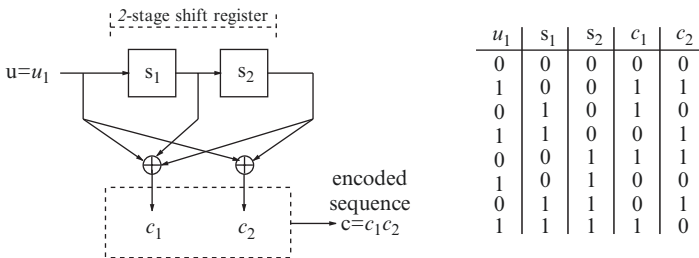 2-stage shift register
u=u₁
s₁
s₂
encoded
sequence
c=c₁c₂
c₁
c₂
u₁ s₁ s₂ c₁ c₂
0 0 0 0 0
1 0 0 1 1
0 1 0 1 0
1 1 0 0 1
0 0 1 1 1
1 0 1 0 0
0 1 1 0 1
1 1 1 1 0